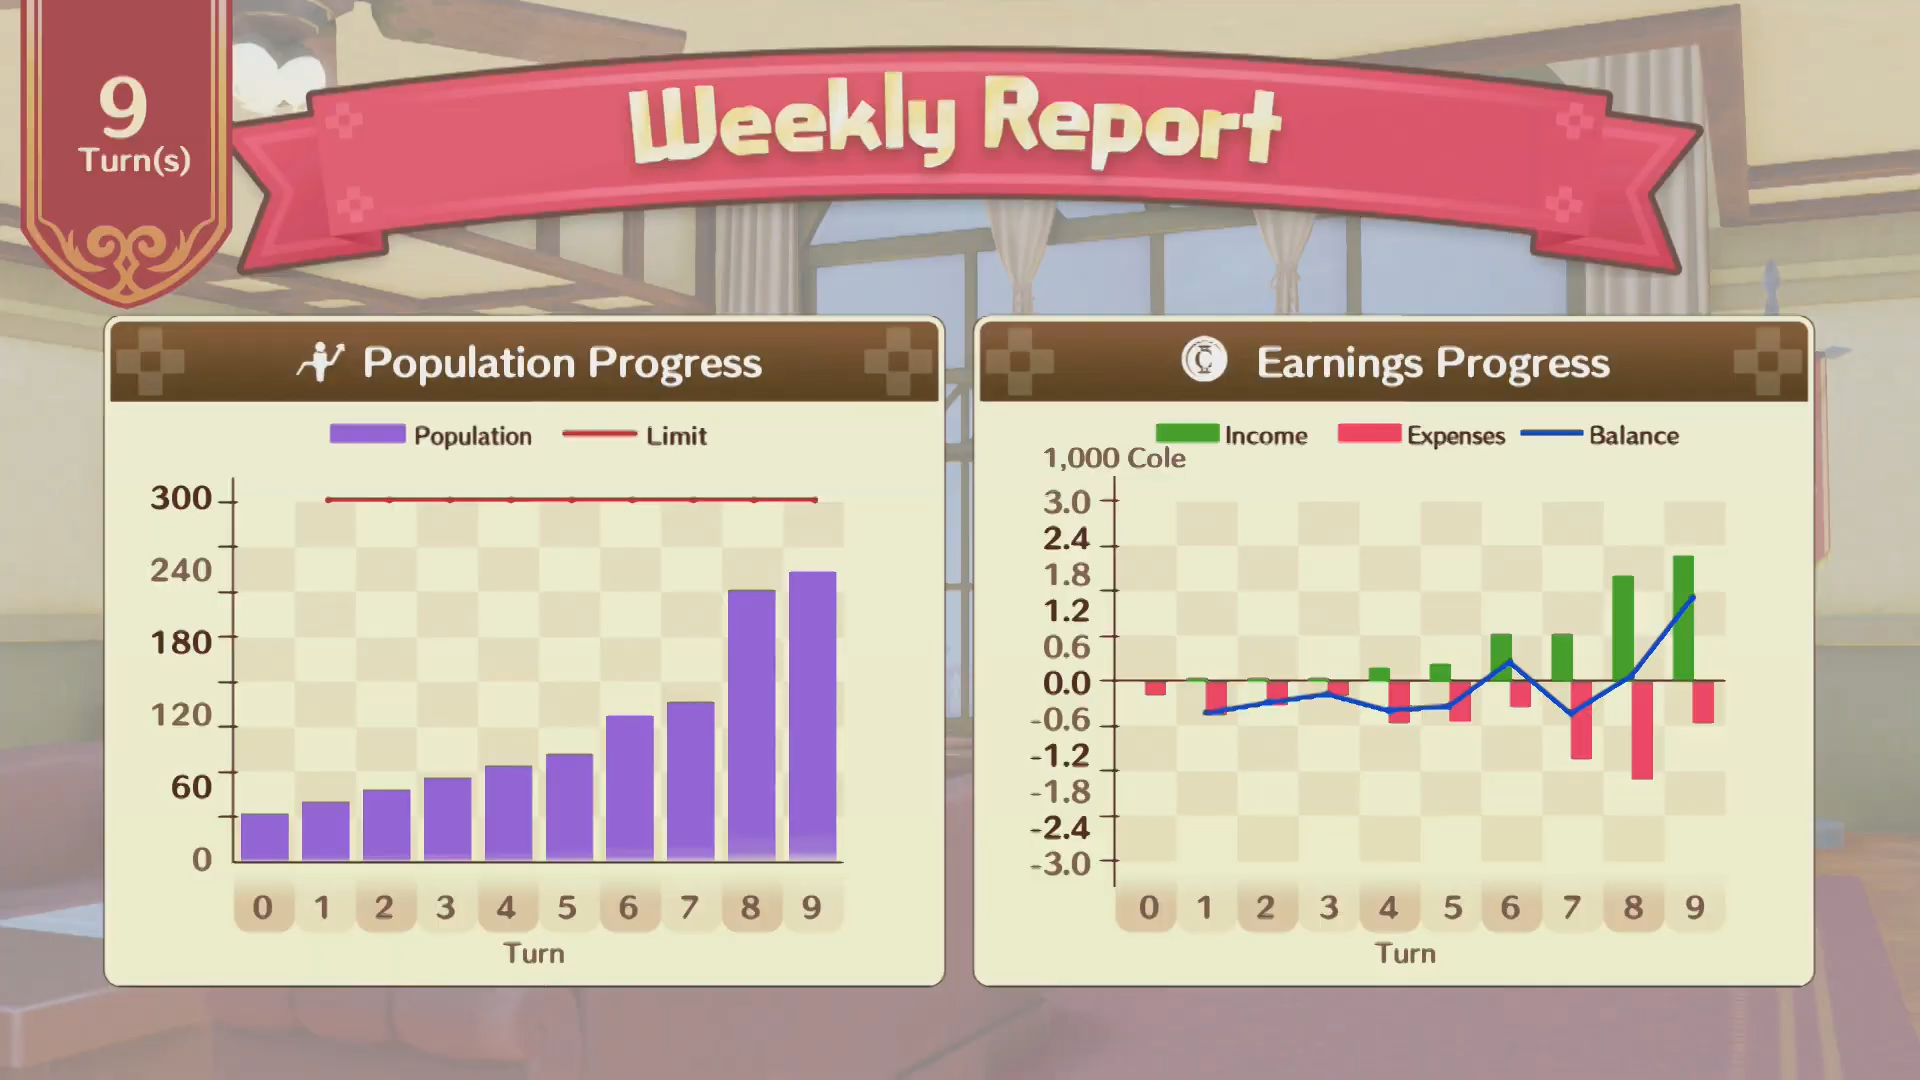 9
Turn(s)
Weekly Report
Population Progress
Population Limit
300
240
180
120
60
0
0 1 2 3 4 5 6 7 8 9
Turn
Earnings Progress
Income Expenses Balance
1,000 Cole
3.0
2.4
1.8
1.2
0.6
0.0
-0.6
-1.2
-1.8
-2.4
-3.0
0 1 2 3 4 5 6 7 8 9
Turn